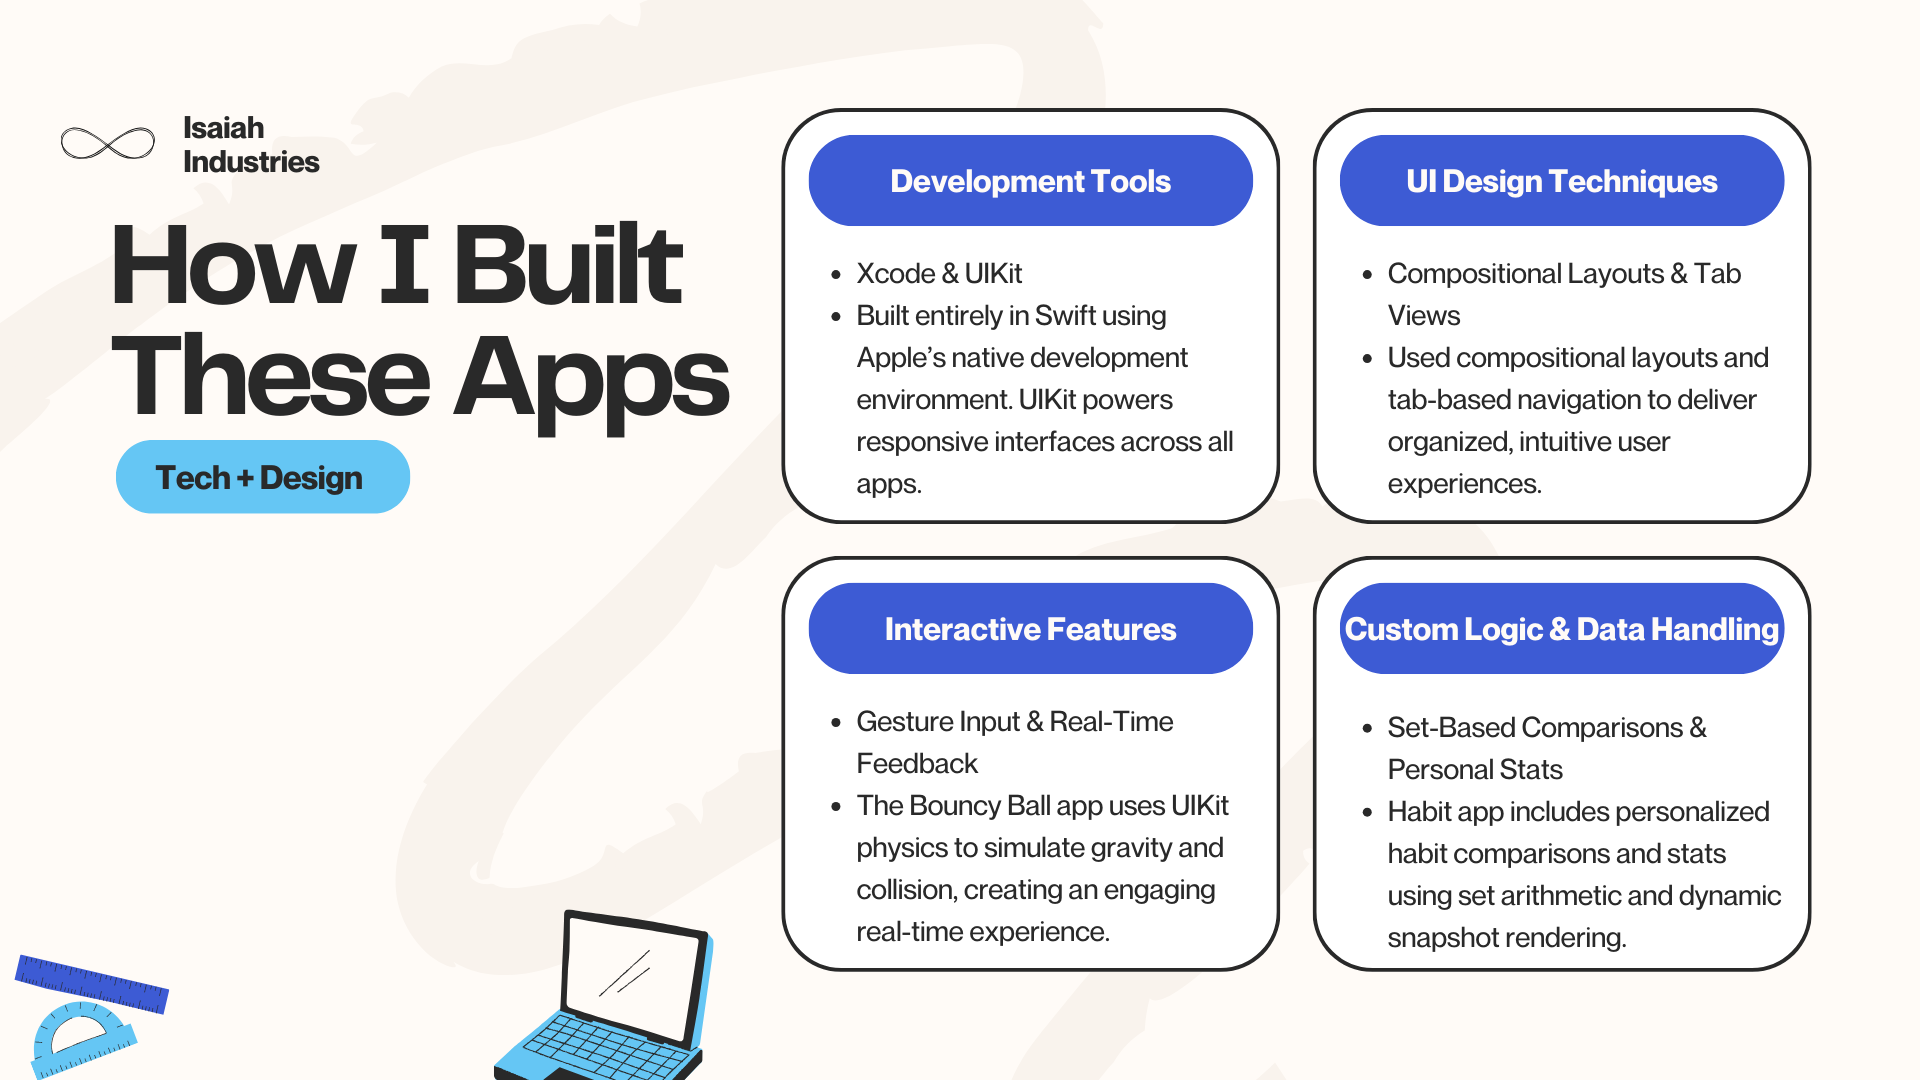 Isaiah
Industries
How I Built
These Apps
Tech + Design
Development Tools
• Xcode & UIKit
• Built entirely in Swift using
Apple’s native development
environment. UIKit powers
responsive interfaces across all
apps.
UI Design Techniques
• Compositional Layouts & Tab
Views
• Used compositional layouts and
tab-based navigation to deliver
organized, intuitive user
experiences.
Interactive Features
• Gesture Input & Real-Time
Feedback
• The Bouncy Ball app uses UIKit
physics to simulate gravity and
collision, creating an engaging
real-time experience.
Custom Logic & Data Handling
• Set-Based Comparisons &
Personal Stats
• Habit app includes personalized
habit comparisons and stats
using set arithmetic and dynamic
snapshot rendering.